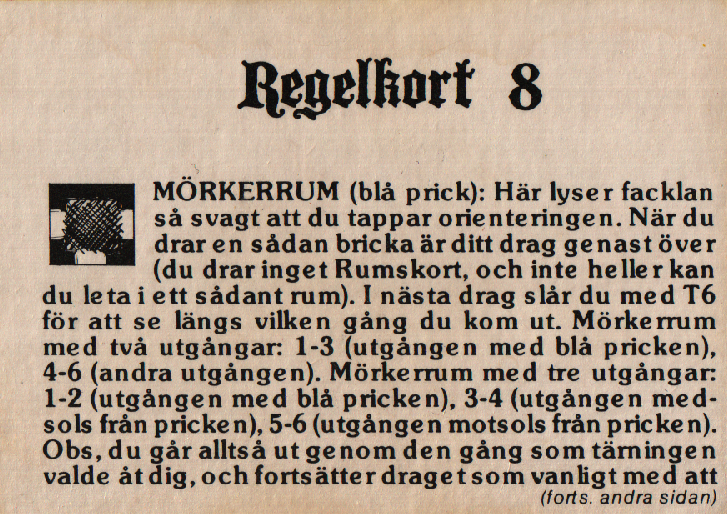 Regelkort 8
MÖRKERRUM (blå prick): Här lyser facklan
så svagt att du tappar orienteringen. När du
drar en sådan bricka är ditt drag genast över
(du drar inget Rumskort, och inte heller kan
du leta i ett sådant rum). I nästa drag slår du med T6
för att se längs vilken gång du kom ut. Mörkerrum
med två utgångar: 1-3 (utgången med blå pricken),
4-6 (andra utgången). Mörkerrum med tre utgångar:
1-2 (utgången med blå pricken), 3-4 (utgången med-
sols från pricken), 5-6 (utgången motsols från pricken).
Obs, du går alltså ut genom den gång som tärningen
valde åt dig, och fortsätter draget som vanligt med att
(forts. andra sidan)